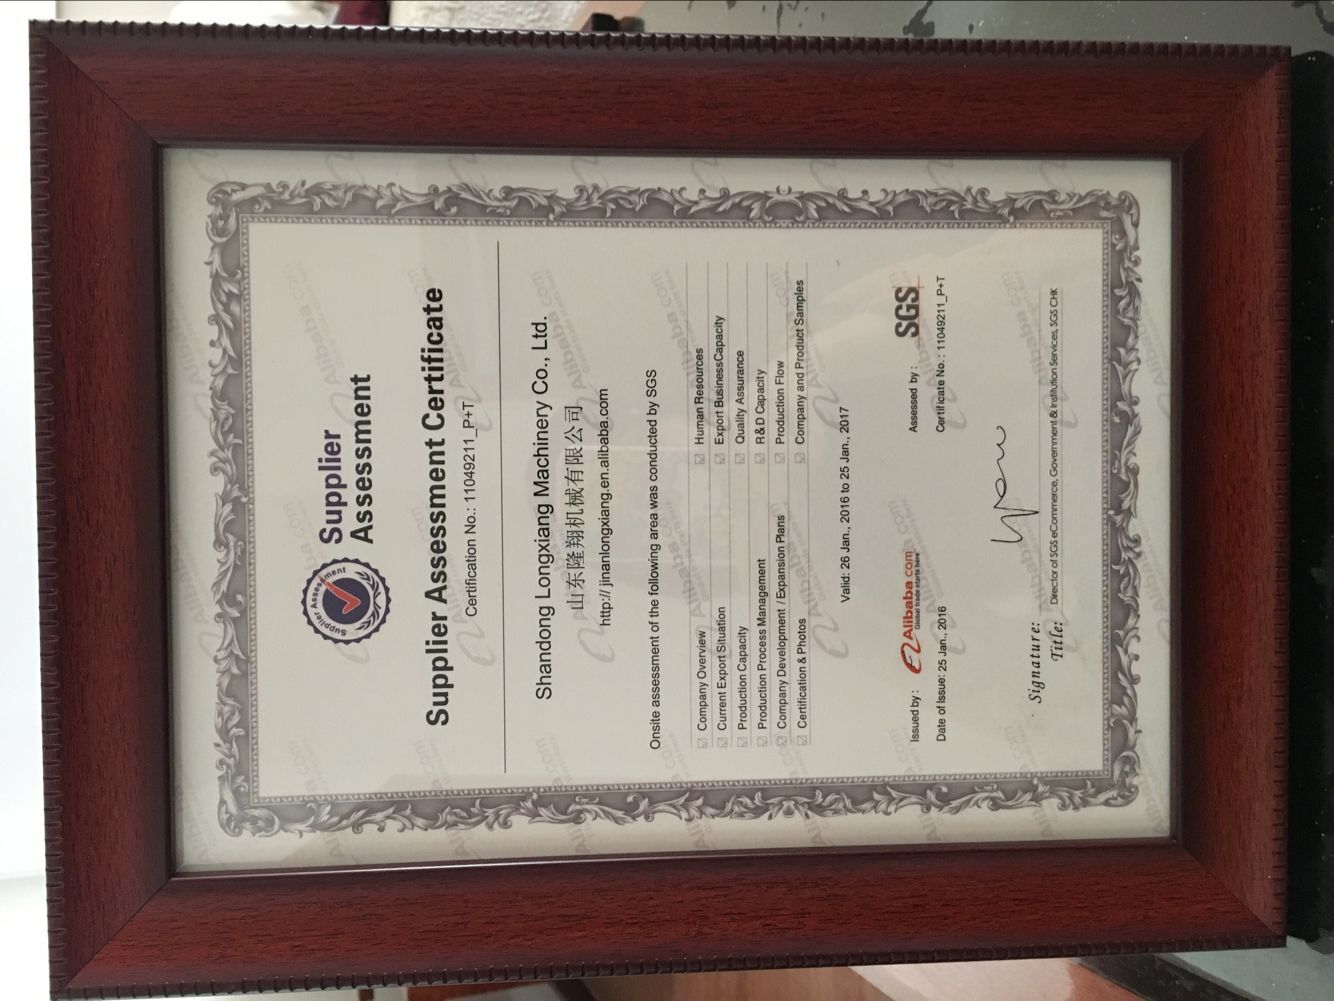 Supplier Assessment
Supplier
Assessment
Supplier Assessment Certificate
Certification No.: 11049211_P+T
Shandong Longxiang Machinery Co., Ltd.
山东隆翔机械有限公司
http:// jinanlongxiang.en.alibaba.com
Onsite assessment of the following area was conducted by SGS
Company Overview Human Resources
Current Export Situation Export BusinessCapacity
Production Capacity Quality Assurance
Production Process Management R&D Capacity
Company Development / Expansion Plans Production Flow
Certification & Photos Company and Product Samples
Valid: 26 Jan., 2016 to 25 Jan., 2017
Issued by: Alibaba.com Assessed by: SGS
Global trade starts here
Date of Issue: 25 Jan., 2016 Certificate No.: 11049211_P+T
Signature:
Title: Director of SGS eCommerce, Government & Institution Services, SGS CHK